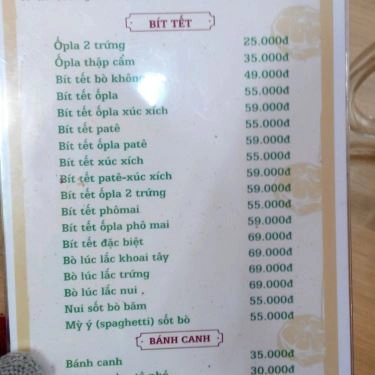 BÍT TẾT
Ốpla 2 trứng 25.000đ
Ốpla thập cẩm 35.000đ
Bít tết bò không 49.000đ
Bít tết ốpla 55.000đ
Bít tết ốpla xúc xích 59.000đ
Bít tết patê 55.000đ
Bít tết ốpla patê 59.000đ
Bít tết xúc xích 55.000đ
Bít tết patê-xúc xích 59.000đ
Bít tết ốpla 2 trứng 59.000đ
Bít tết phômai 55.000đ
Bít tết ốpla phô mai 59.000đ
Bít tết đặc biệt 69.000đ
Bò lúc lắc khoai tây 69.000đ
Bò lúc lắc trứng 69.000đ
Bò lúc lắc nui 69.000đ
Nui sốt bò băm 55.000đ
Mỳ ý (spaghetti) sốt bò 55.000đ
BÁNH CANH
Bánh canh 35.000đ
30.000đ